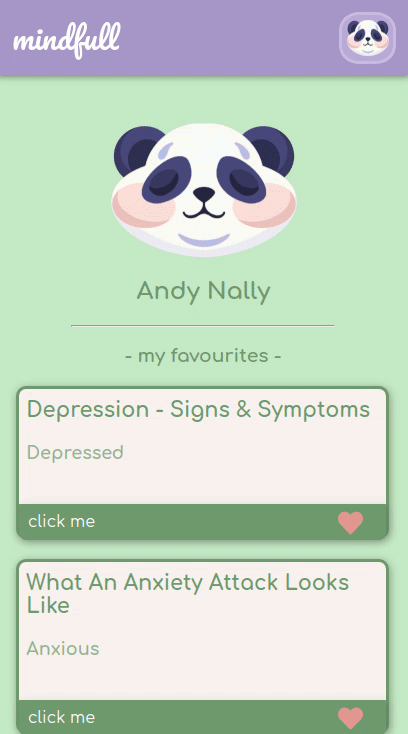 mindfull
Andy Nally
- my favourites -
Depression - Signs & Symptoms
Depressed
click me
What An Anxiety Attack Looks
Like
Anxious
click me